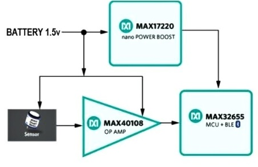 MAX17220
nano POWER BOOST
BATTERY 1.5v
Sensor
MAX40108
OP AMP
MAX32655
MCU + BLE